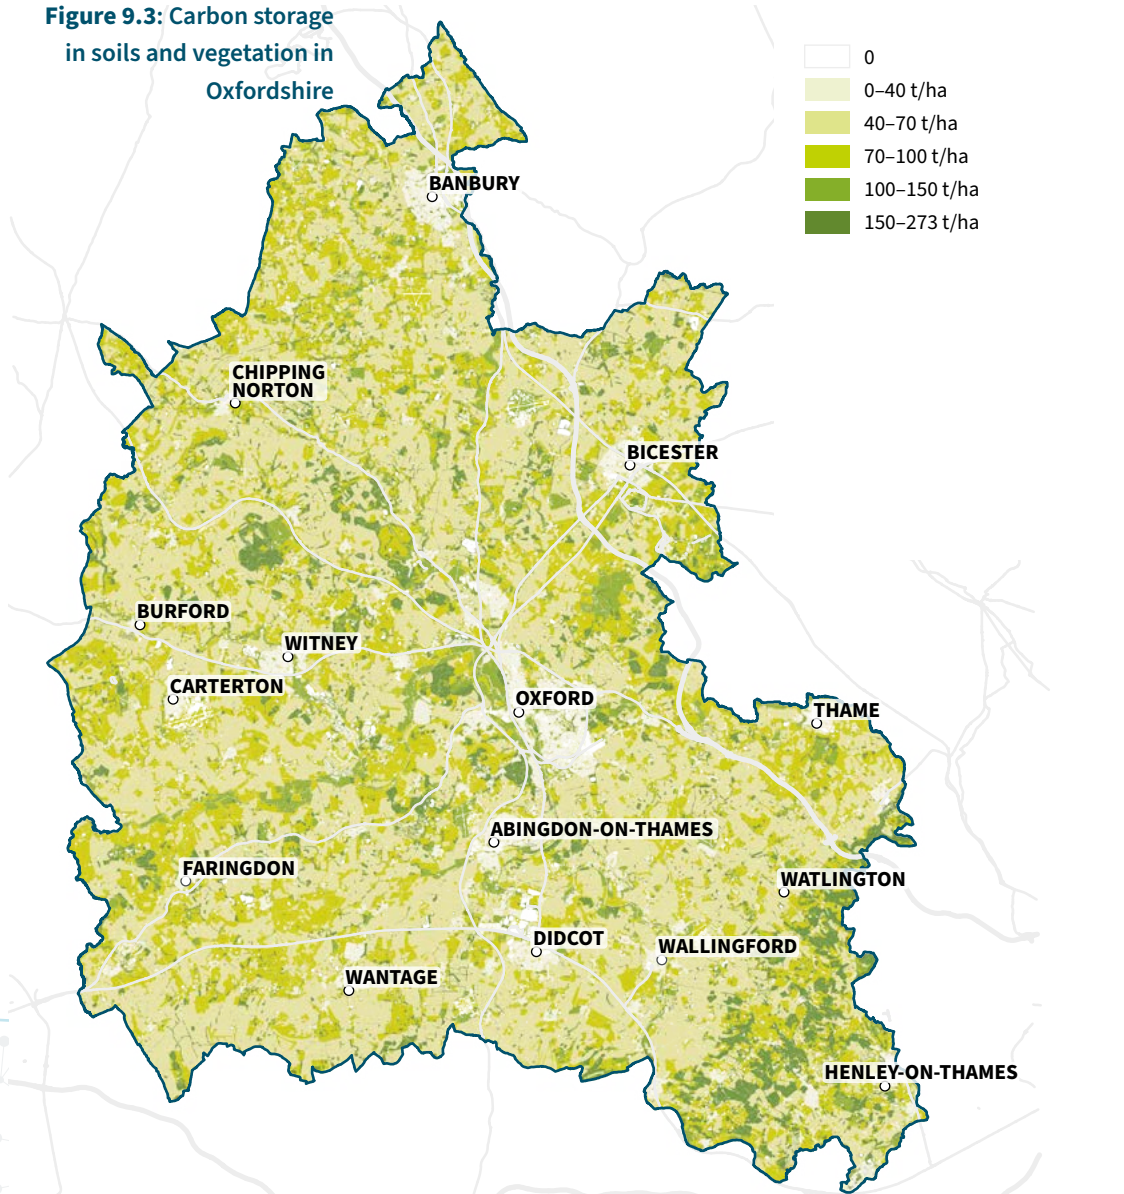 Figure 9.3: Carbon storage
in soils and vegetation in
Oxfordshire
0
0–40 t/ha
40–70 t/ha
70–100 t/ha
100–150 t/ha
150–273 t/ha
BANBURY
CHIPPING
NORTON
BICESTER
BURFORD
WITNEY
CARTERTON
OXFORD
THAME
ABINGDON-ON-THAMES
FARINGDON
WATLINGTON
DIDCOT
WALLINGFORD
WANTAGE
HENLEY-ON-THAMES